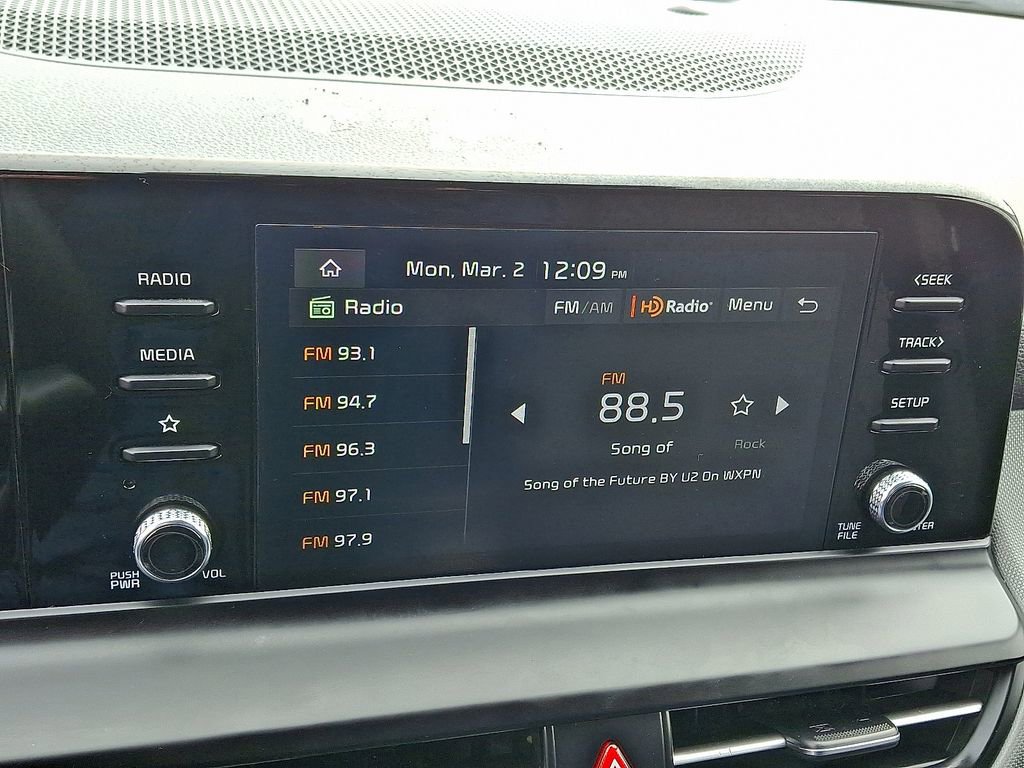 Mon, Mar. 2 12:09 PM
Radio FM/AM HD Radio Menu
RADIO
MEDIA
PUSH
PWR
VOL
FM 93.1
FM 94.7
FM 96.3
FM 97.1
FM 97.9
FM
88.5
Song of
Rock
Song of the Future BY U2 On WXPN
<SEEK
TRACK>
SETUP
TUNE
FILE